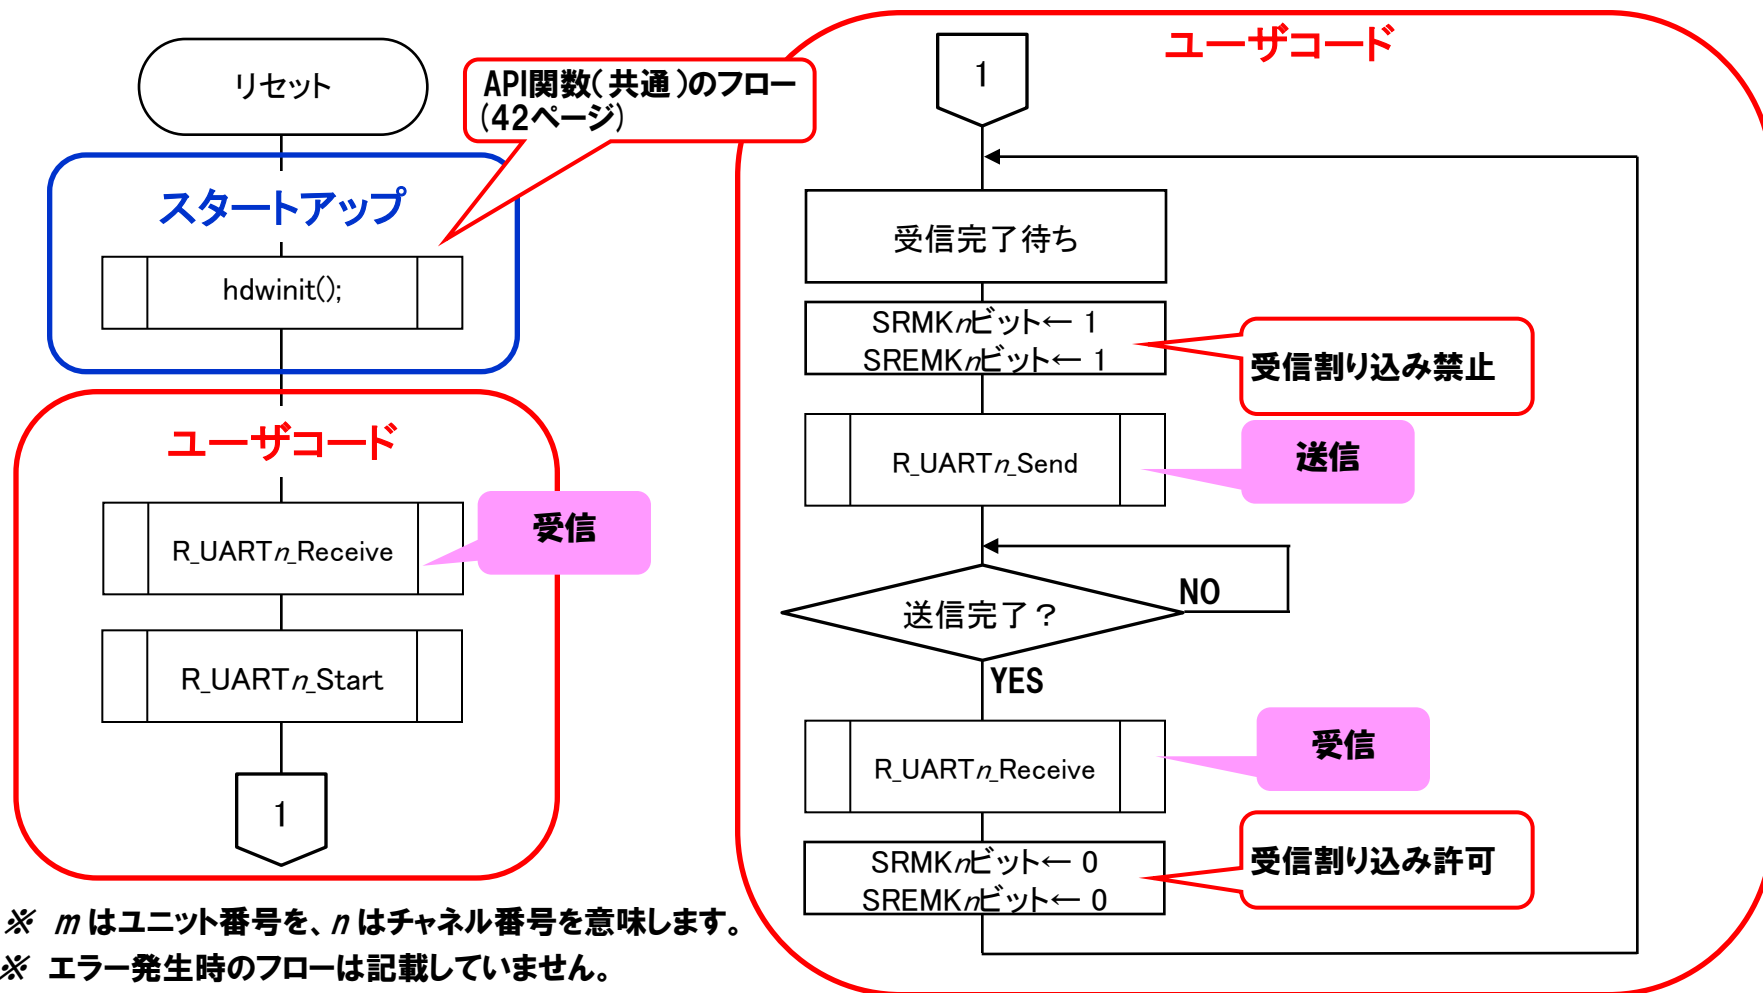 リセット
API関数(共通)のフロー
(42ページ)
スタートアップ
hdwinit();
ユーザコード
R_UARTn_Receive
受信
R_UARTn_Start
1
※ mはユニット番号を、nはチャネル番号を意味します。
※ エラー発生時のフローは記載していません。
ユーザコード
1
受信完了待ち
SRMKnビット← 1
SREMKnビット← 1
受信割り込み禁止
R_UARTn_Send
送信
送信完了？
NO
YES
R_UARTn_Receive
受信
SRMKnビット← 0
SREMKnビット← 0
受信割り込み許可